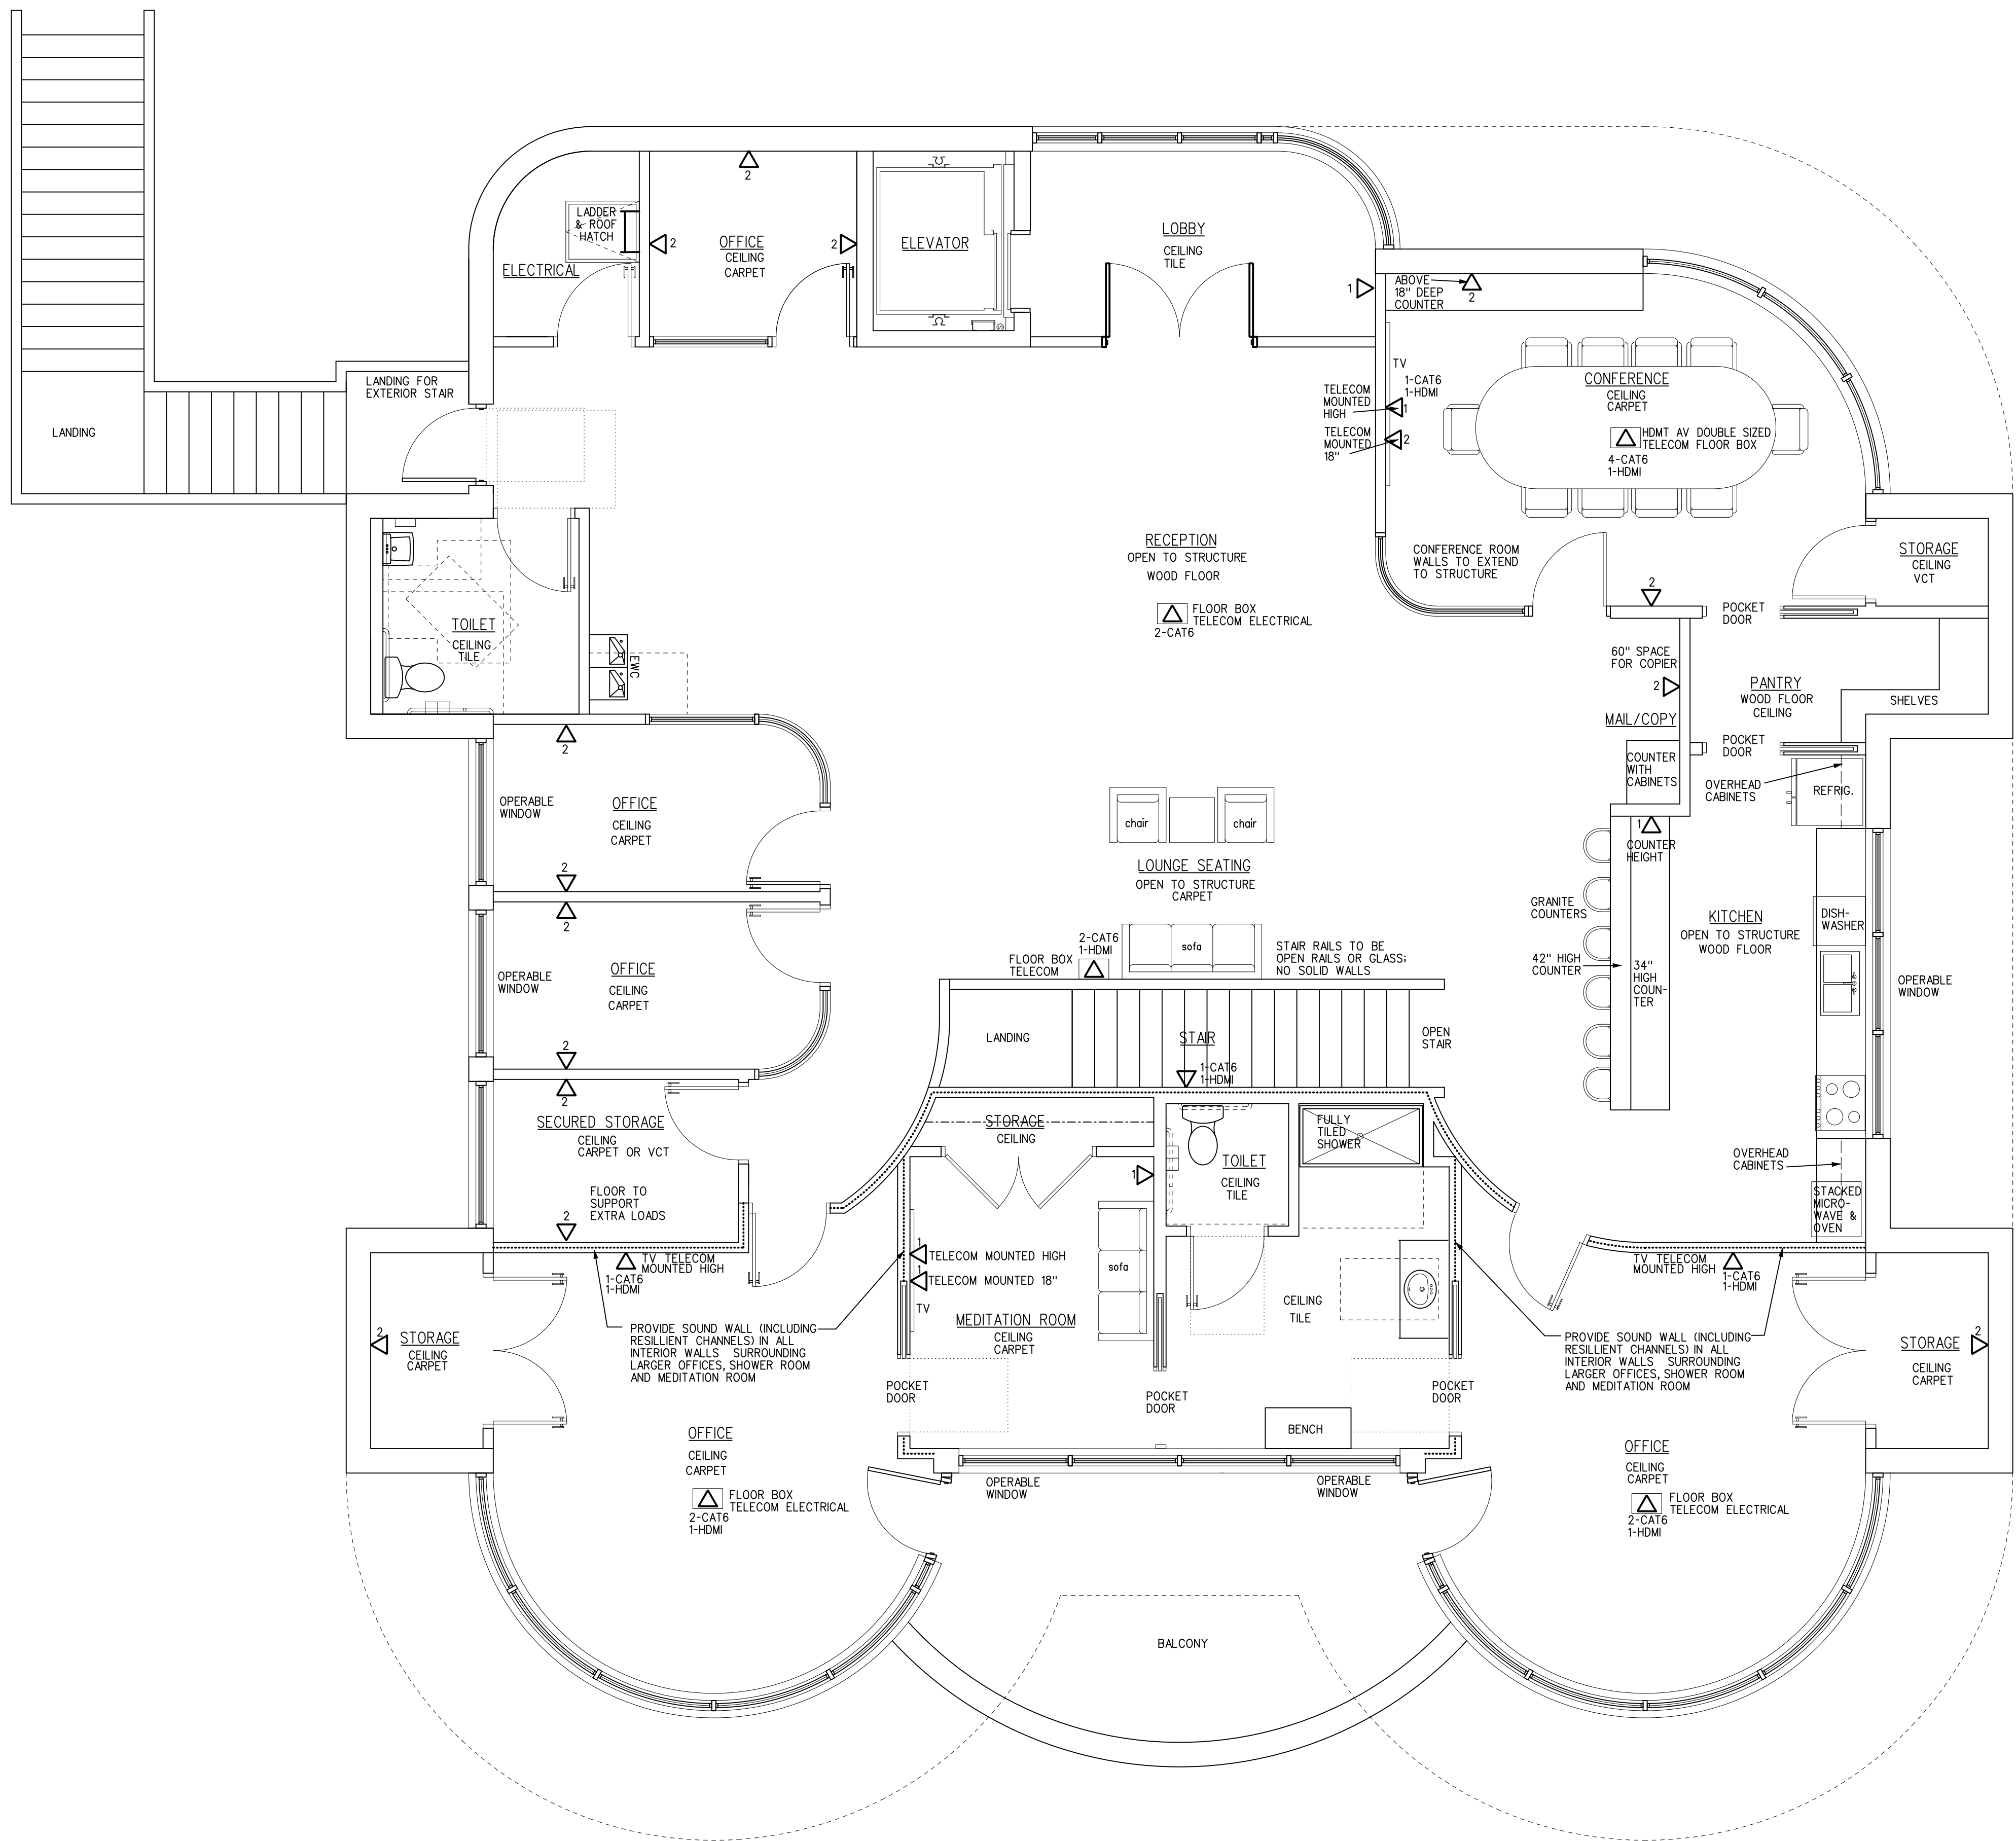 LADDER
& ROOF
HATCH
ELECTRICAL
2
2
OFFICE
CEILING
CARPET
2
ELEVATOR
LOBBY
CEILING
TILE
1
ABOVE
18" DEEP
COUNTER
2
LANDING FOR
EXTERIOR STAIR
LANDING
TV
1-CAT6
1-HDMI
TELECOM
MOUNTED
HIGH
1
TELECOM
MOUNTED
18"
2
CONFERENCE
CEILING
CARPET
HDMT AV DOUBLE SIZED
TELECOM FLOOR BOX
4-CAT6
1-HDMI
RECEPTION
OPEN TO STRUCTURE
WOOD FLOOR
FLOOR BOX
TELECOM ELECTRICAL
2-CAT6
CONFERENCE ROOM
WALLS TO EXTEND
TO STRUCTURE
STORAGE
CEILING
VCT
2
POCKET
DOOR
TOILET
CEILING
TILE
EWC
60" SPACE
FOR COPIER
2
MAIL/COPY
PANTRY
WOOD FLOOR
CEILING
SHELVES
POCKET
DOOR
COUNTER
WITH
CABINETS
OVERHEAD
CABINETS
REFRIG.
2
OPERABLE
WINDOW
OFFICE
CEILING
CARPET
2
chair
chair
LOUNGE SEATING
OPEN TO STRUCTURE
CARPET
1
COUNTER
HEIGHT
GRANITE
COUNTERS
KITCHEN
OPEN TO STRUCTURE
WOOD FLOOR
DISH-
WASHER
42" HIGH
COUNTER
34"
HIGH
COUN-
TER
OPERABLE
WINDOW
2
OPERABLE
WINDOW
OFFICE
CEILING
CARPET
2
2-CAT6
1-HDMI
FLOOR BOX
TELECOM
sofa
STAIR RAILS TO BE
OPEN RAILS OR GLASS;
NO SOLID WALLS
LANDING
STAIR
OPEN
STAIR
1-CAT6
1-HDMI
2
SECURED STORAGE
CEILING
CARPET OR VCT
FLOOR TO
SUPPORT
EXTRA LOADS
2
STORAGE
CEILING
1
TOILET
CEILING
TILE
FULLY
TILED
SHOWER
OVERHEAD
CABINETS
STACKED
MICRO-
WAVE &
OVEN
TV TELECOM
MOUNTED HIGH
1-CAT6
1-HDMI
1
TELECOM MOUNTED HIGH
1
TELECOM MOUNTED 18"
TV
sofa
MEDITATION ROOM
CEILING
CARPET
CEILING
TILE
TV TELECOM
MOUNTED HIGH
1-CAT6
1-HDMI
2
STORAGE
CEILING
CARPET
PROVIDE SOUND WALL (INCLUDING
RESILLIENT CHANNELS) IN ALL
INTERIOR WALLS SURROUNDING
LARGER OFFICES, SHOWER ROOM
AND MEDITATION ROOM
PROVIDE SOUND WALL (INCLUDING
RESILLIENT CHANNELS) IN ALL
INTERIOR WALLS SURROUNDING
LARGER OFFICES, SHOWER ROOM
AND MEDITATION ROOM
2
STORAGE
CEILING
CARPET
POCKET
DOOR
POCKET
DOOR
POCKET
DOOR
BENCH
OFFICE
CEILING
CARPET
FLOOR BOX
TELECOM ELECTRICAL
2-CAT6
1-HDMI
OPERABLE
WINDOW
OPERABLE
WINDOW
OFFICE
CEILING
CARPET
FLOOR BOX
TELECOM ELECTRICAL
2-CAT6
1-HDMI
BALCONY